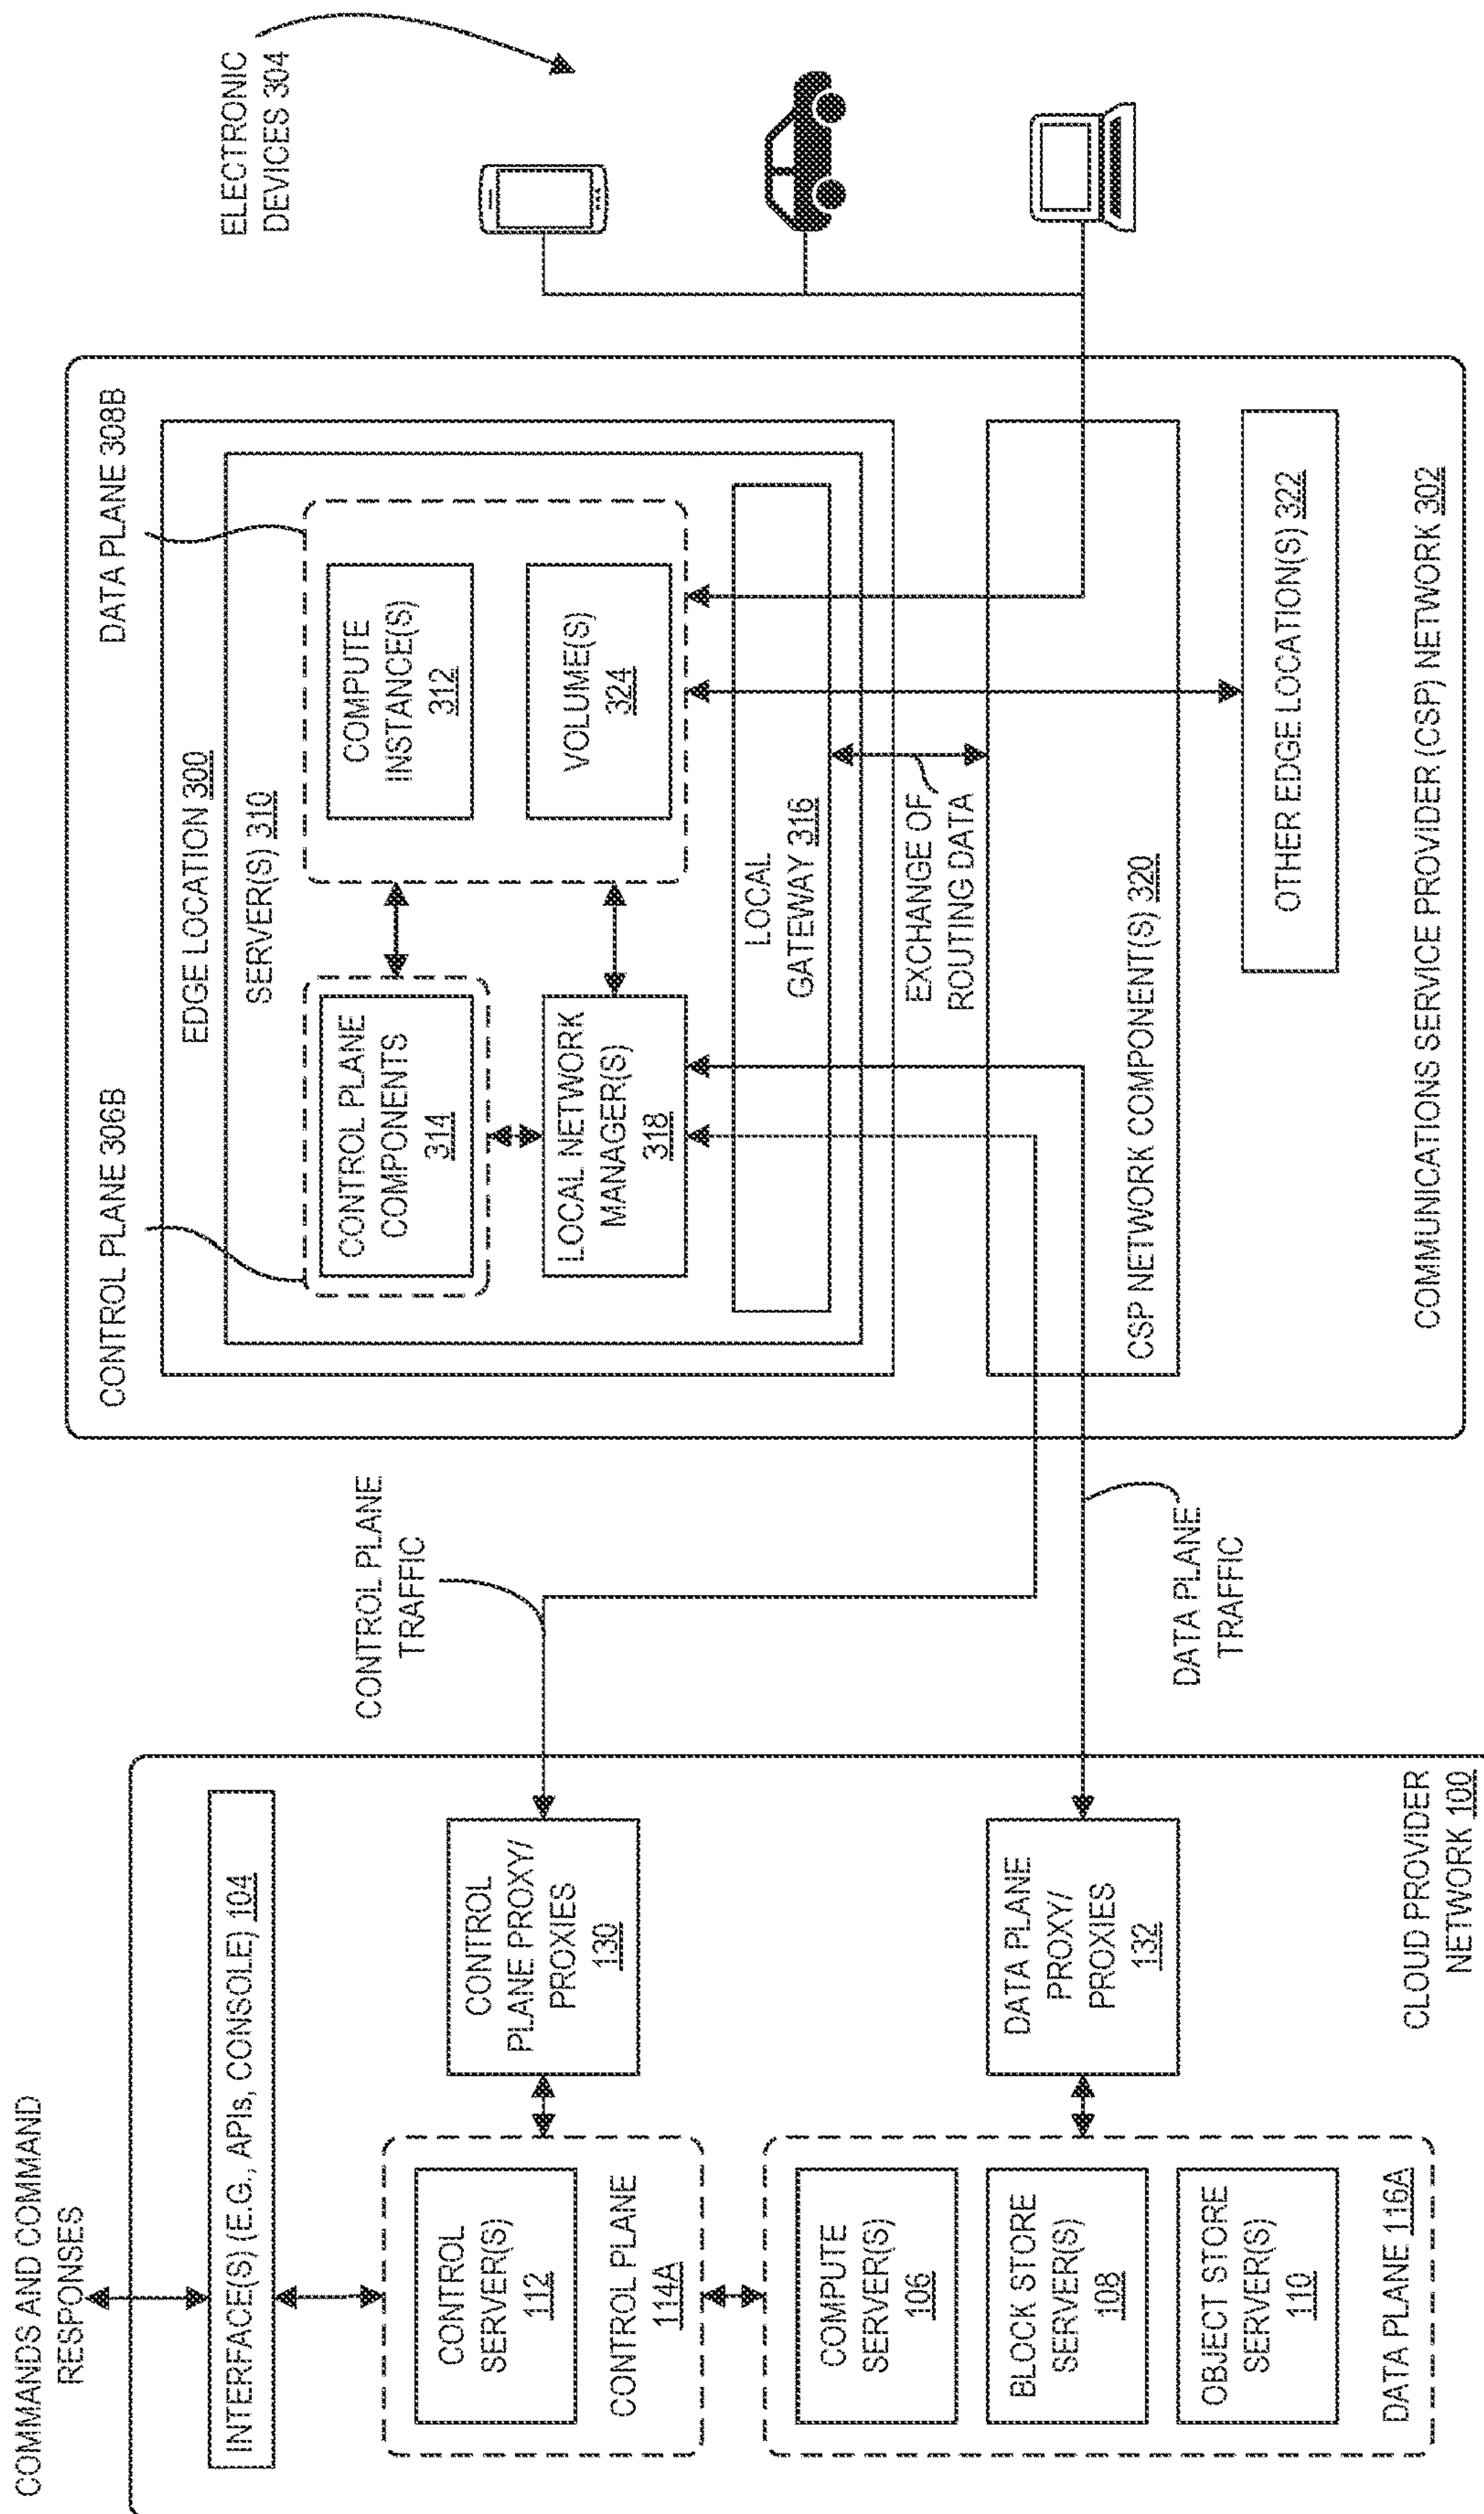 COMMANDS AND COMMAND
RESPONSES
INTERFACE(S) (E.G., APIs, CONSOLE) 104
CONTROL
SERVER(S)
112
CONTROL PLANE
114A
COMPUTE
SERVER(S)
106
BLOCK STORE
SERVER(S)
108
OBJECT STORE
SERVER(S)
110
DATA PLANE 116A
CONTROL
PLANE PROXY/
PROXIES
130
DATA PLANE
PROXY/
PROXIES
132
CLOUD PROVIDER
NETWORK 100
CONTROL PLANE
TRAFFIC
DATA PLANE
TRAFFIC
CONTROL PLANE 306B
DATA PLANE 308B
EDGE LOCATION 300
SERVER(S) 310
CONTROL PLANE
COMPONENTS
314
LOCAL NETWORK
MANAGER(S)
318
COMPUTE
INSTANCE(S)
312
VOLUME(S)
324
LOCAL
GATEWAY 316
EXCHANGE OF
ROUTING DATA
CSP NETWORK COMPONENT(S) 320
OTHER EDGE LOCATION(S) 322
COMMUNICATIONS SERVICE PROVIDER (CSP) NETWORK 302
ELECTRONIC
DEVICES 304